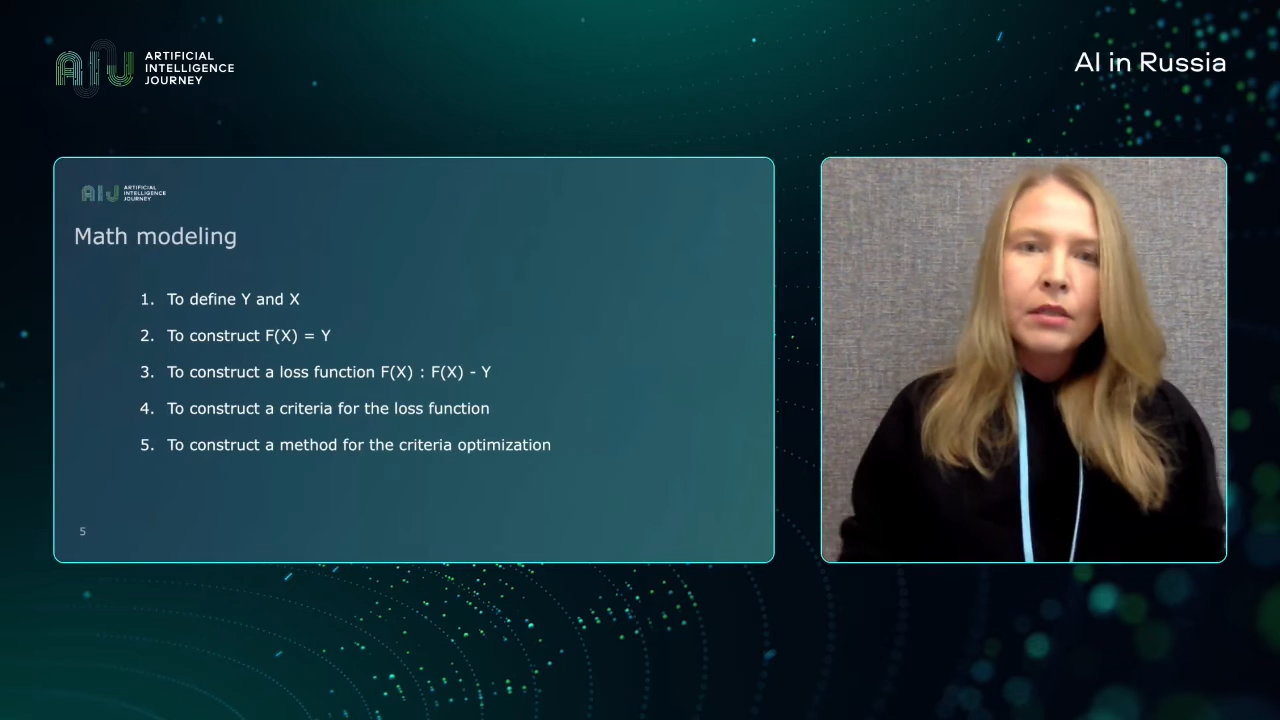 ARTIFICIAL
INTELLIGENCE
JOURNEY
AI in Russia
ARTIFICIAL
INTELLIGENCE
JOURNEY
Math modeling
1. To define Y and X
2. To construct F(X) = Y
3. To construct a loss function F(X) : F(X) - Y
4. To construct a criteria for the loss function
5. To construct a method for the criteria optimization
5